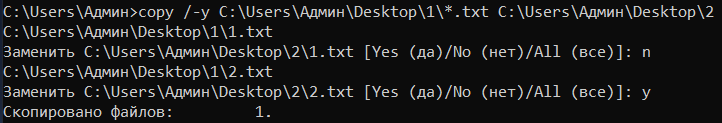 C:\Users\Админ>copy /-y C:\Users\Админ\Desktop\1\*.txt C:\Users\Админ\Desktop\2
C:\Users\Админ\Desktop\1\1.txt
Заменить C:\Users\Админ\Desktop\2\1.txt [Yes (да)/No (нет)/All (все)]: n
C:\Users\Админ\Desktop\1\2.txt
Заменить C:\Users\Админ\Desktop\2\2.txt [Yes (да)/No (нет)/All (все)]: y
Скопировано файлов:         1.